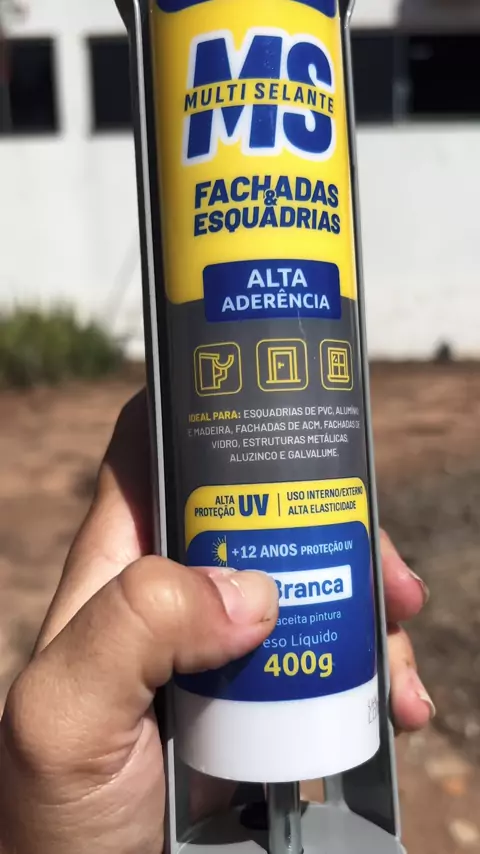 MS
MULTI SELANTE
FACHADAS
&
ESQUADRIAS
ALTA
ADERÊNCIA
IDEAL PARA: ESQUADRIAS DE PVC, ALUMÍNIO
E MADEIRA, FACHADAS DE ACM, FACHADAS DE
VIDRO, ESTRUTURAS METÁLICAS,
ALUZINCO E GALVALUME.
ALTA
PROTEÇÃO UV
USO INTERNO/EXTERNO
ALTA ELASTICIDADE
+12 ANOS PROTEÇÃO UV
Branca
aceita pintura
Peso Líquido
400g